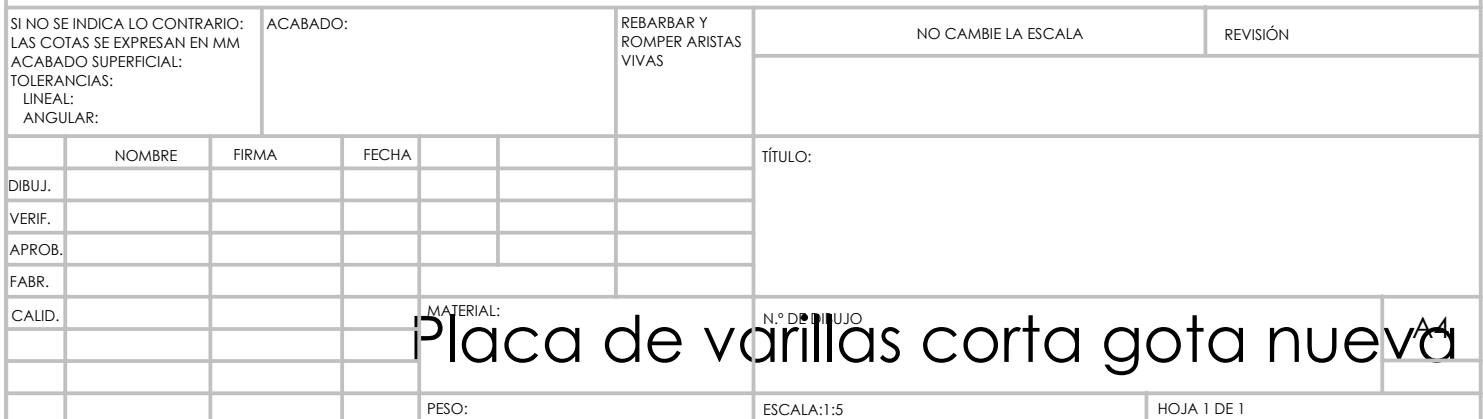 SI NO SE INDICA LO CONTRARIO:
LAS COTAS SE EXPRESAN EN MM
ACABADO SUPERFICIAL:
TOLERANCIAS:
LINEAL:
ANGULAR:
ACABADO:
REBARBAR Y
ROMPER ARISTAS
VIVAS
NO CAMBIE LA ESCALA
REVISIÓN
NOMBRE
FIRMA
FECHA
TÍTULO:
DIBUJ.
VERIF.
APROB.
FABR.
CALID.
MATERIAL:
N.º DE DIBUJO
A4
Placa de varillas corta gota nueva
PESO:
ESCALA:1:5
HOJA 1 DE 1